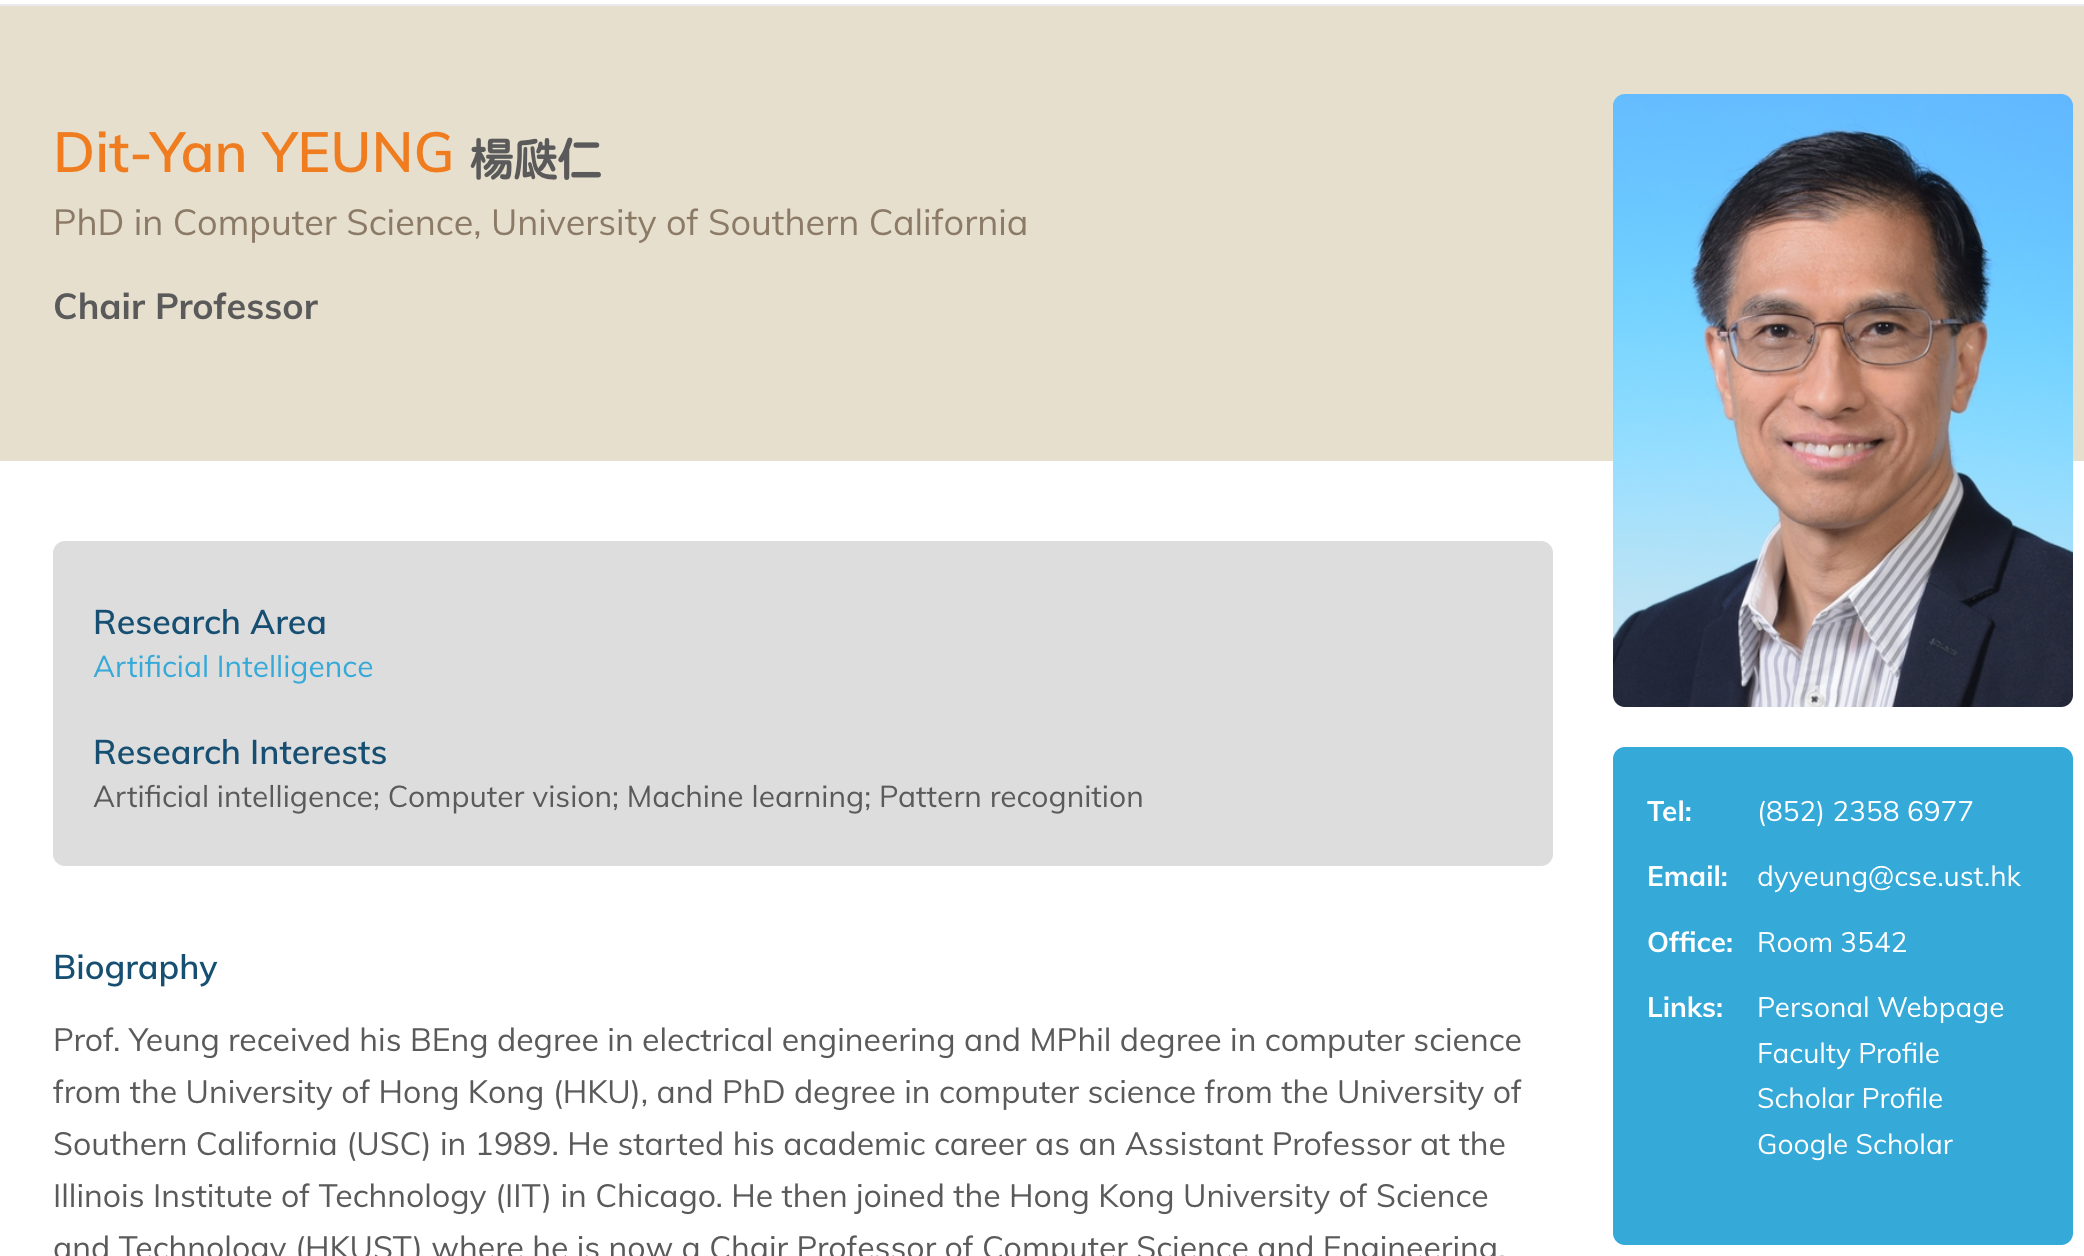 Dit-Yan YEUNG 楊瓞仁
PhD in Computer Science, University of Southern California
Chair Professor
Research Area
Artificial Intelligence
Research Interests
Artificial intelligence; Computer vision; Machine learning; Pattern recognition
Biography
Prof. Yeung received his BEng degree in electrical engineering and MPhil degree in computer science
from the University of Hong Kong (HKU), and PhD degree in computer science from the University of
Southern California (USC) in 1989. He started his academic career as an Assistant Professor at the
Illinois Institute of Technology (IIT) in Chicago. He then joined the Hong Kong University of Science
and Technology (HKUST) where he is now a Chair Professor of Computer Science and Engineering.
Tel: (852) 2358 6977
Email: dyyeung@cse.ust.hk
Office: Room 3542
Links: Personal Webpage
Faculty Profile
Scholar Profile
Google Scholar